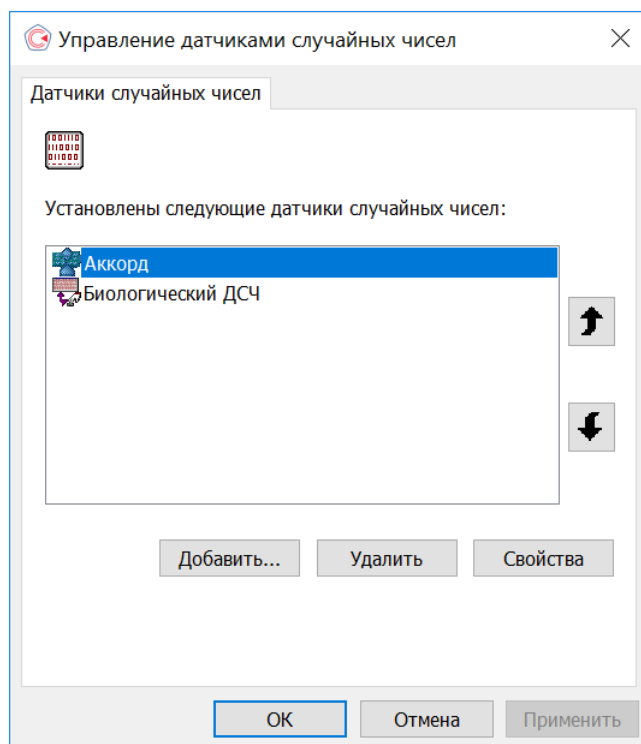 Управление датчиками случайных чисел
Датчики случайных чисел
Установлены следующие датчики случайных чисел:
Аккорд
Биологический ДСЧ
Добавить...
Удалить
Свойства
ОК
Отмена
Применить